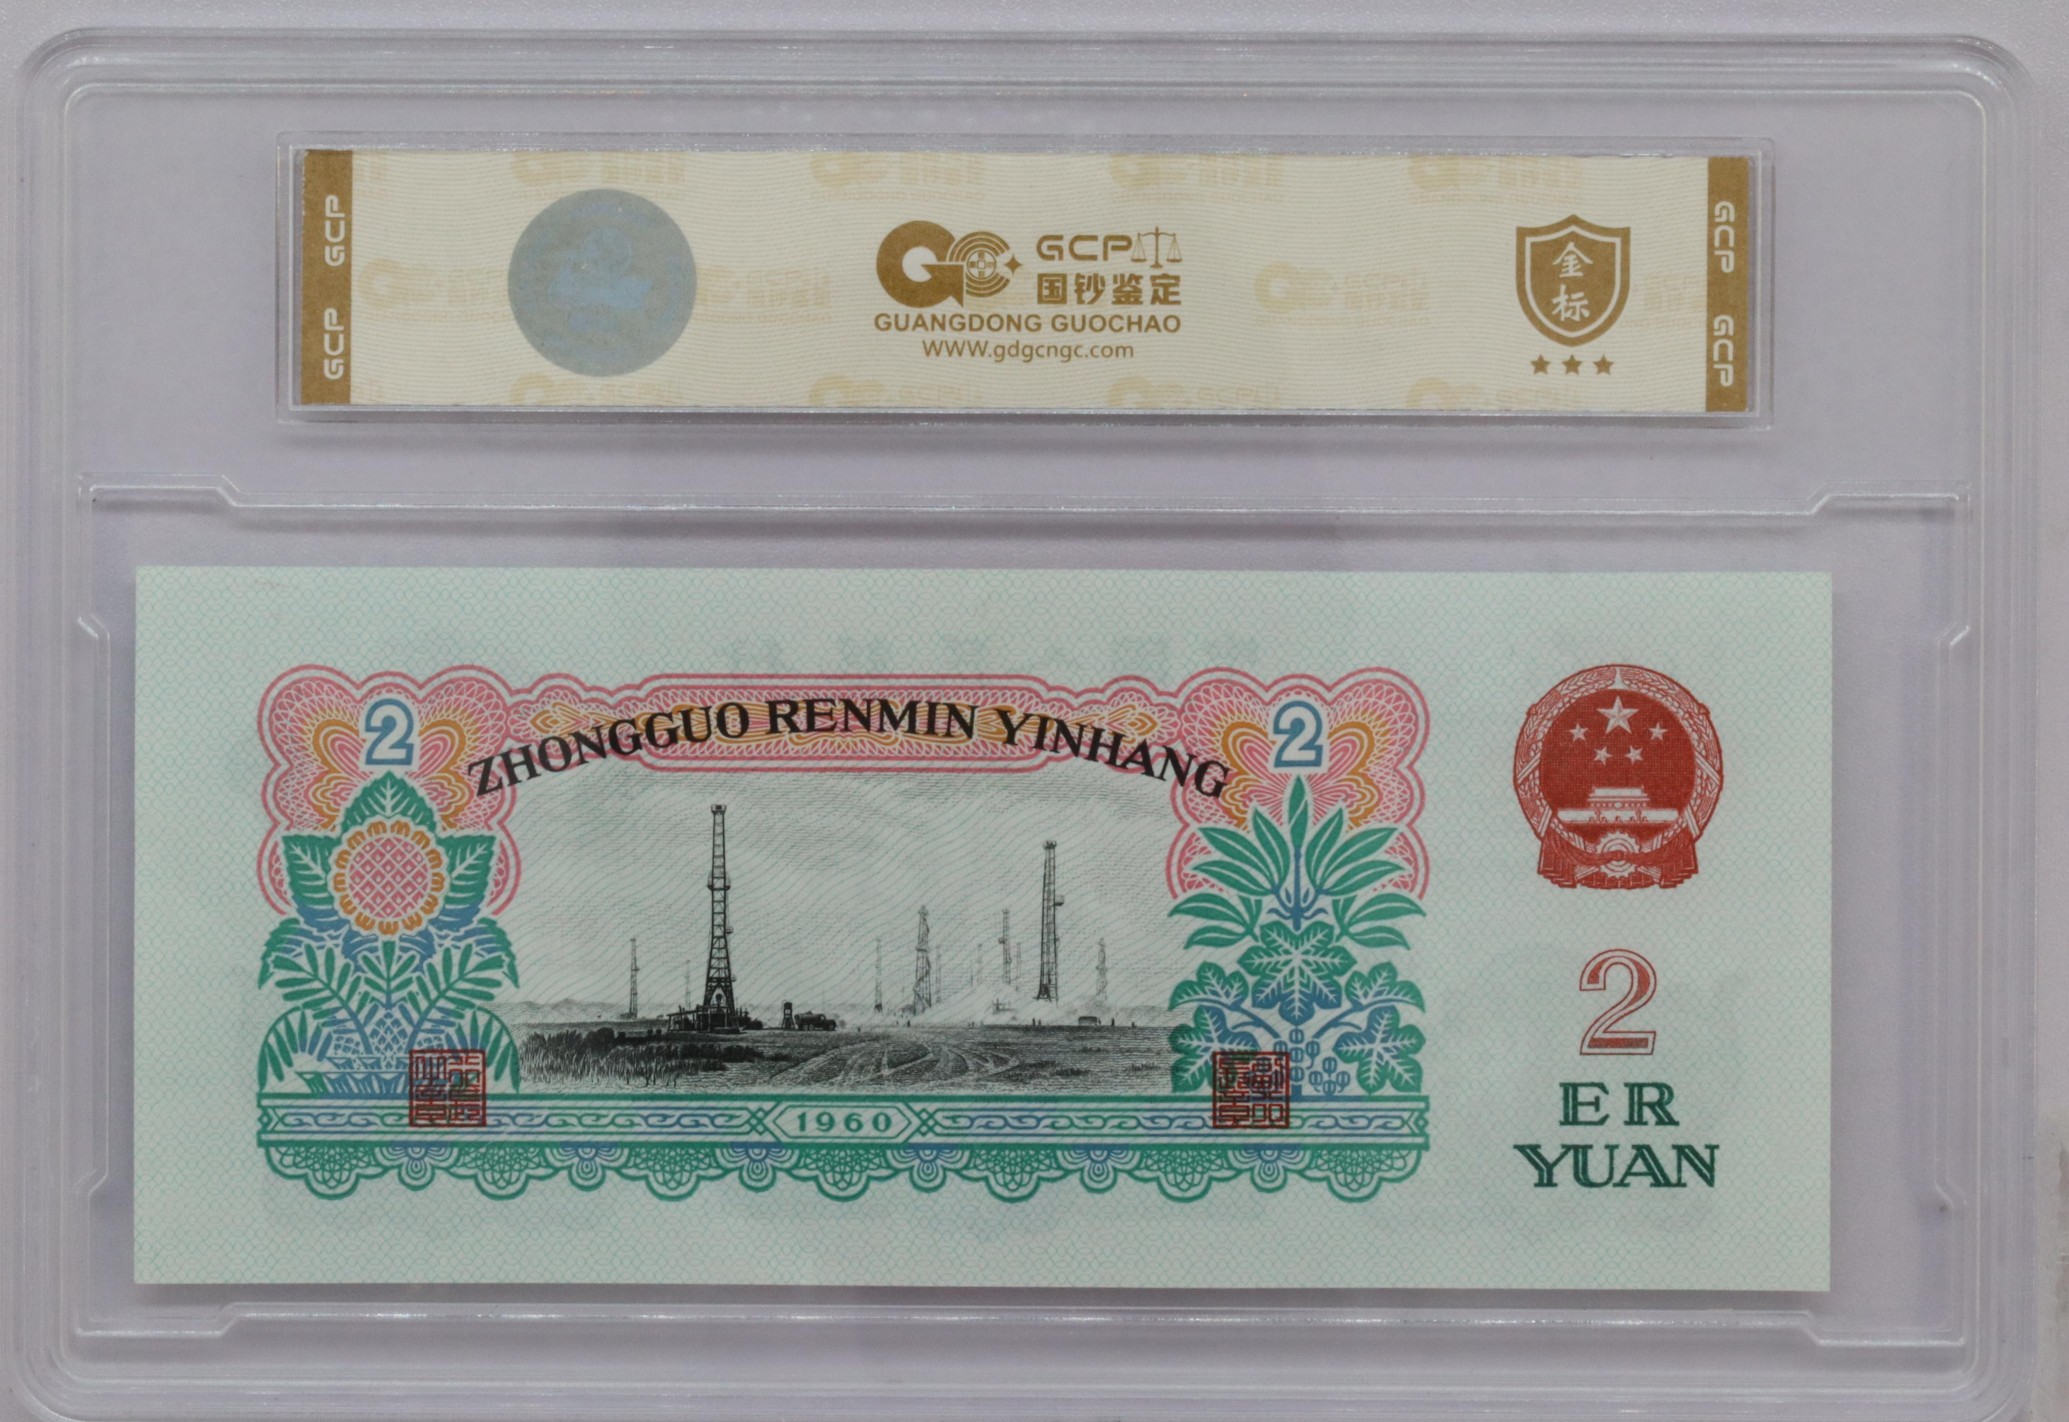 GCP GCP
GCP
国钞鉴定
GUANGDONG GUOCHAO
WWW.gdgcngc.com
金
标
GCP GCP
2
ZHONGGUO RENMIN YINHANG
2
1960
2
ER
YUAN